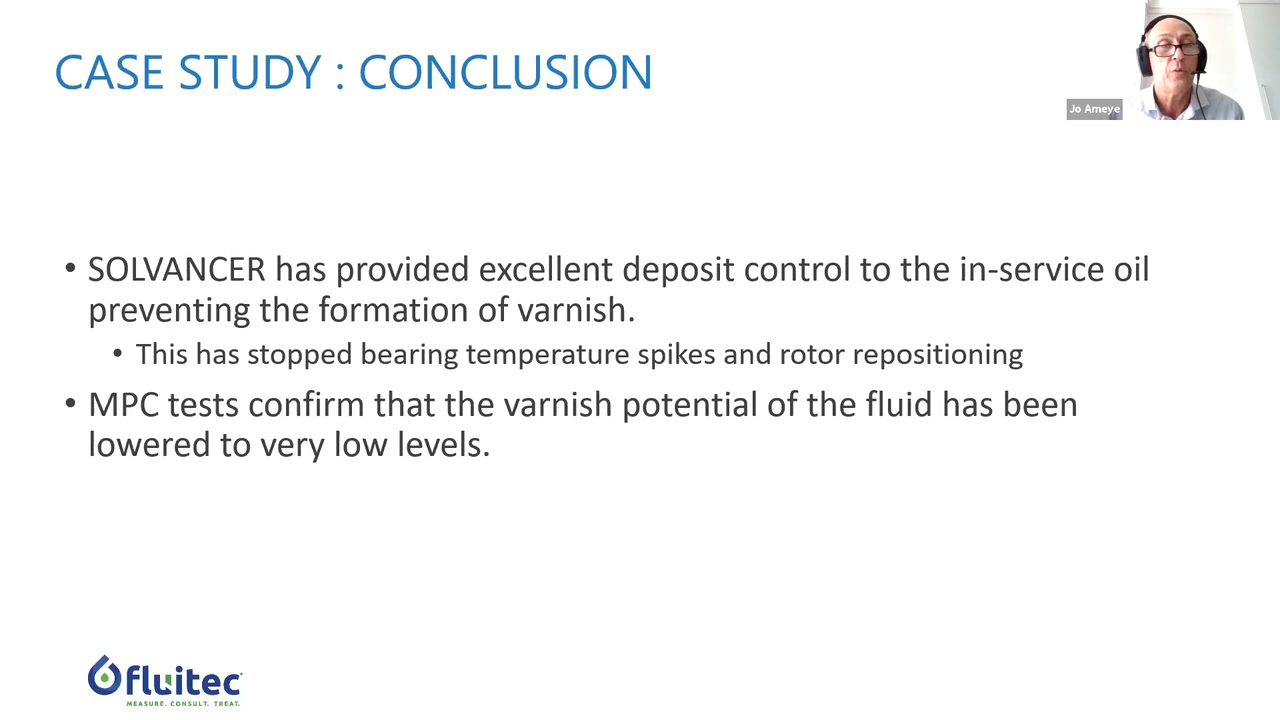 CASE STUDY : CONCLUSION
Jo Ameye
• SOLVANCER has provided excellent deposit control to the in-service oil
preventing the formation of varnish.
• This has stopped bearing temperature spikes and rotor repositioning
• MPC tests confirm that the varnish potential of the fluid has been
lowered to very low levels.
fluitec
MEASURE. CONSULT. TREAT.